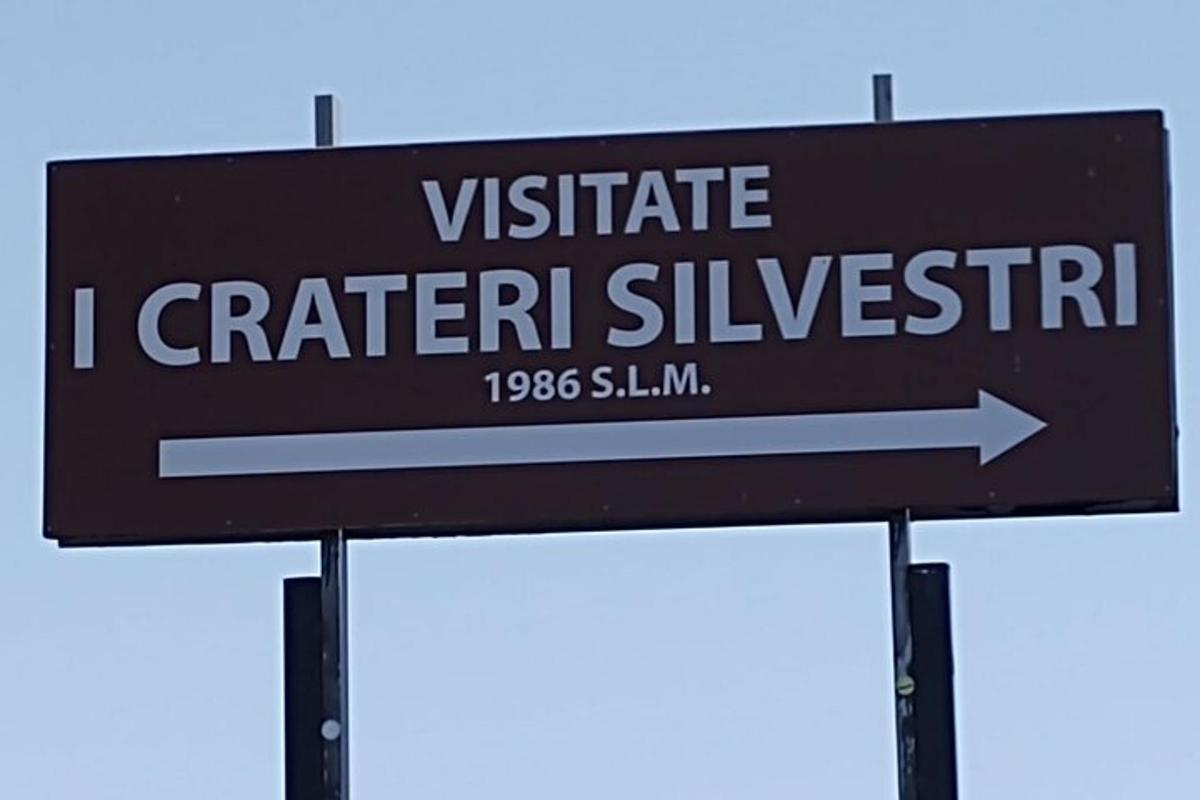 VISITATE
I CRATERI SILVESTRI
1986 S.L.M.